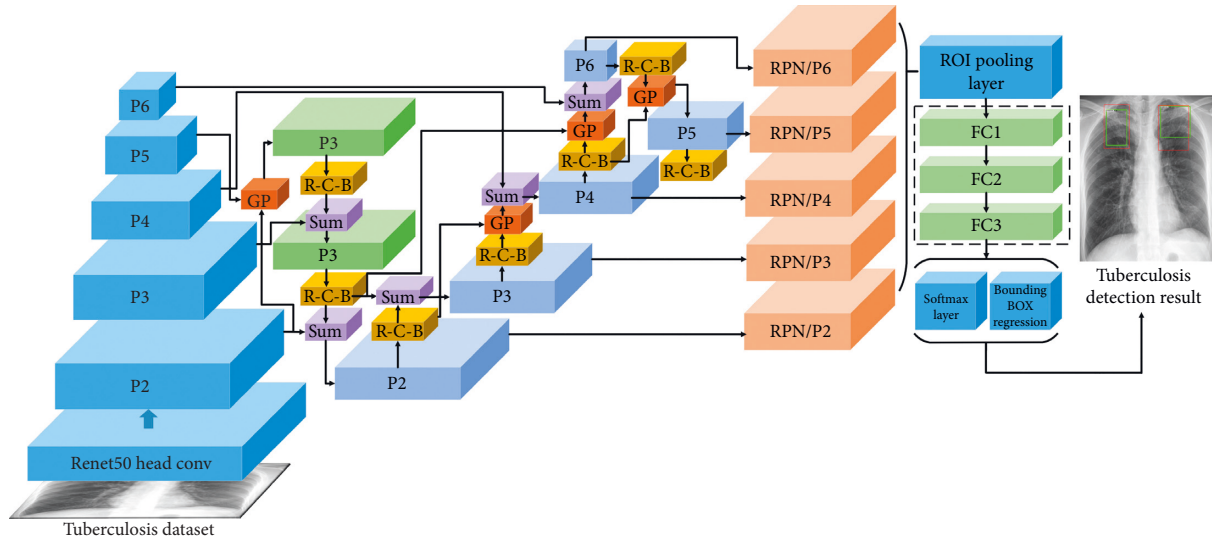 P6
P5
P4
P3
P2
Renet50 head conv
Tuberculosis dataset
GP
P3
R-C-B
Sum
P3
R-C-B
Sum
Sum
R-C-B
P2
Sum
GP
R-C-B
P3
P6
R-C-B
Sum
GP
GP
R-C-B
P4
P5
R-C-B
RPN/P6
RPN/P5
RPN/P4
RPN/P3
RPN/P2
ROI pooling
layer
FC1
FC2
FC3
Softmax
layer
Bounding
BOX
regression
Tuberculosis
detection result